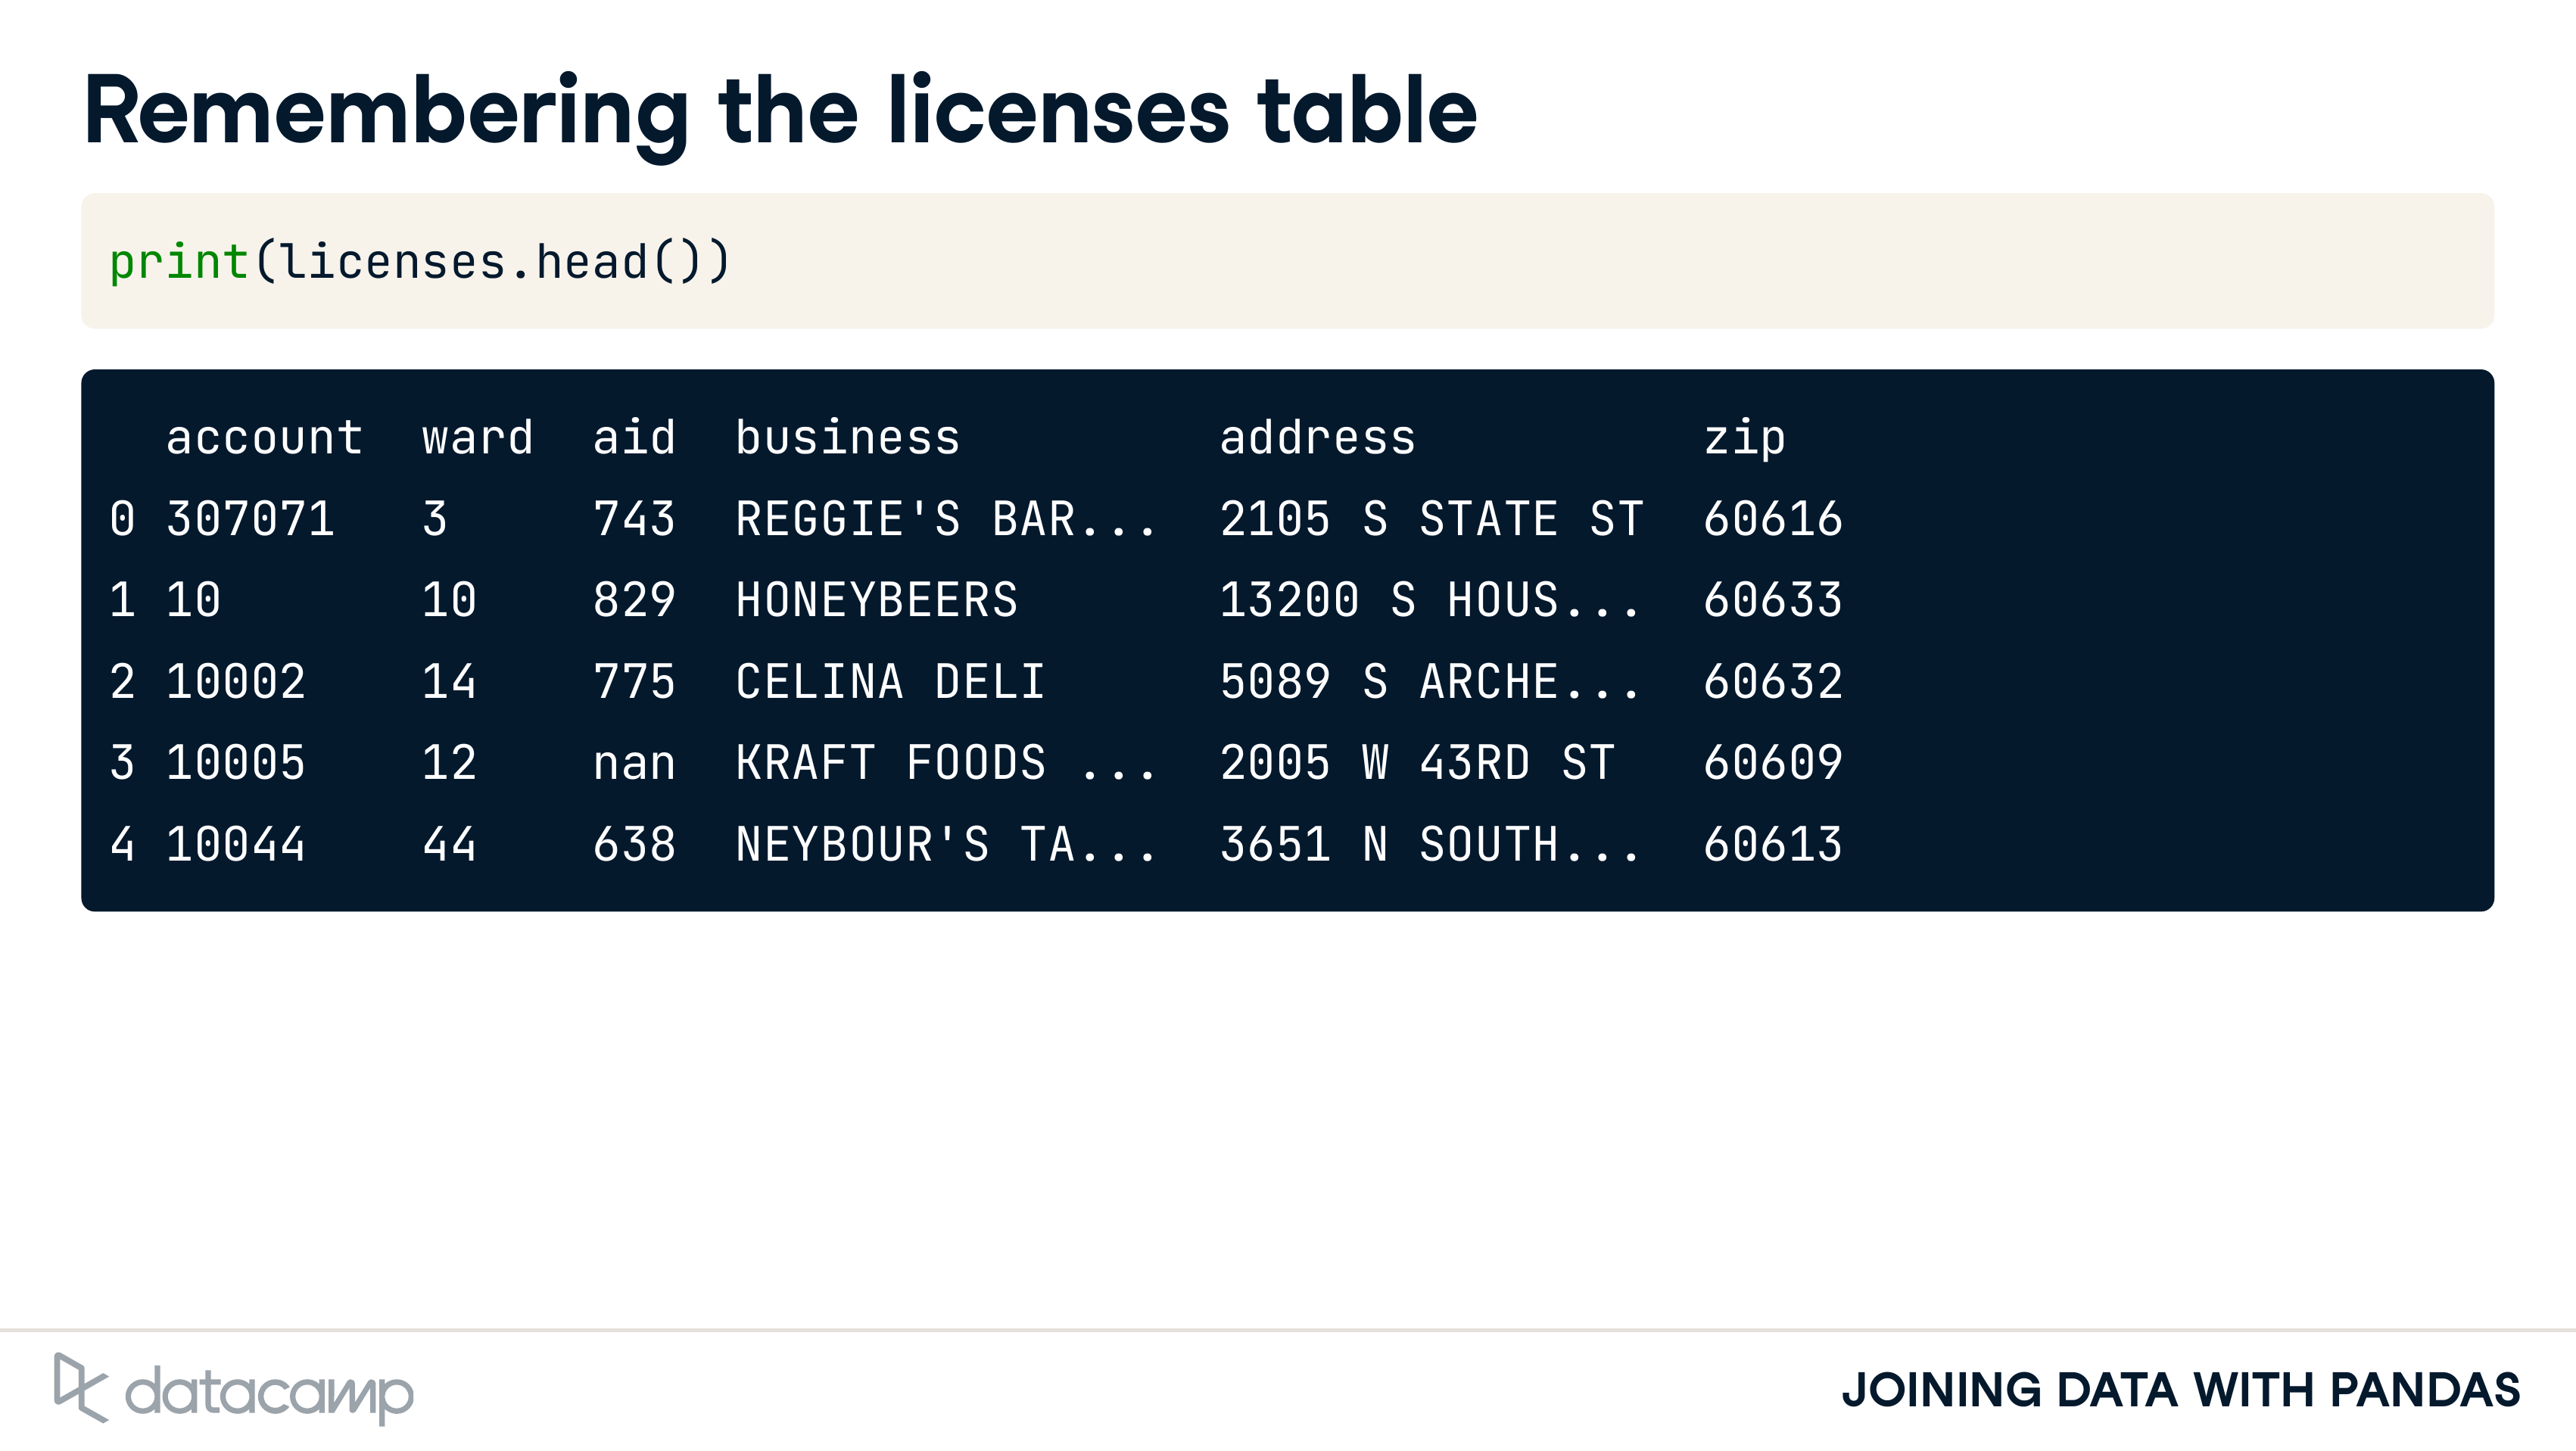 Remembering the licenses table
print(licenses.head())
account ward aid business address zip
0 307071 3 743 REGGIE'S BAR... 2105 S STATE ST 60616
1 10 10 829 HONEYBEERS 13200 S HOUS... 60633
2 10002 14 775 CELINA DELI 5089 S ARCHE... 60632
3 10005 12 nan KRAFT FOODS ... 2005 W 43RD ST 60609
4 10044 44 638 NEYBOUR'S TA... 3651 N SOUTH... 60613
datacamp
JOINING DATA WITH PANDAS